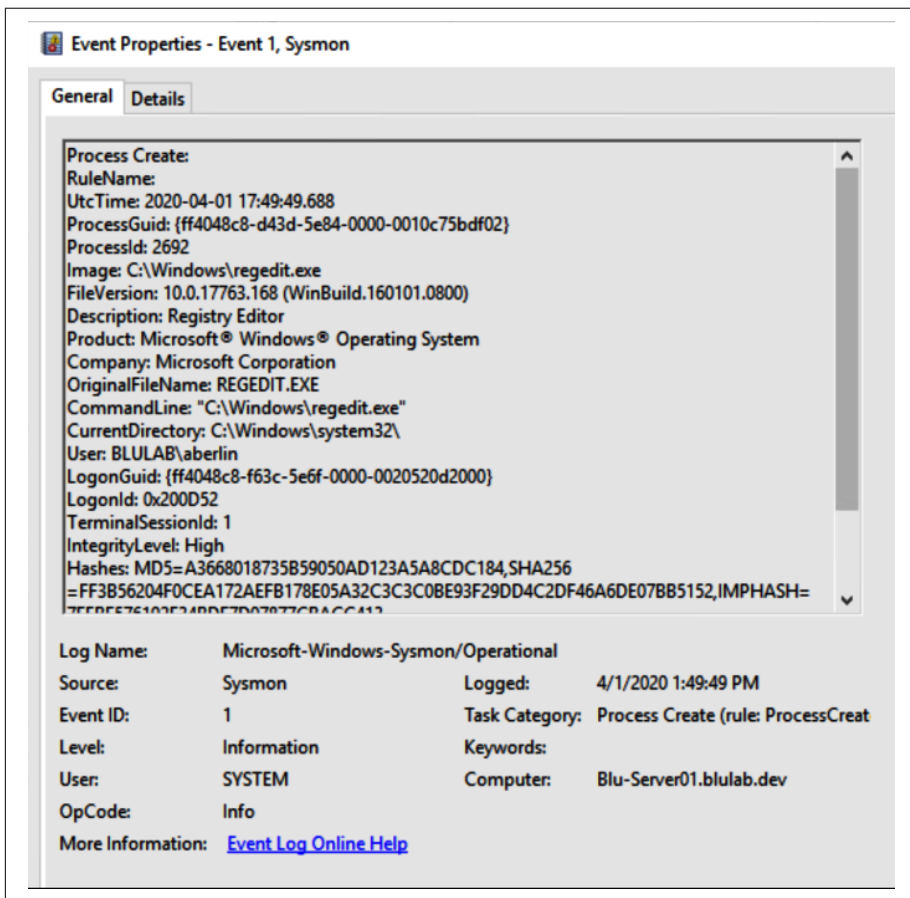 Event Properties - Event 1, Sysmon
General Details
Process Create:
RuleName:
UtcTime: 2020-04-01 17:49:49.688
ProcessGuid: {ff4048c8-d43d-5e84-0000-0010c75bdf02}
ProcessId: 2692
Image: C:\Windows\regedit.exe
FileVersion: 10.0.17763.168 (WinBuild.160101.0800)
Description: Registry Editor
Product: Microsoft® Windows® Operating System
Company: Microsoft Corporation
OriginalFileName: REGEDIT.EXE
CommandLine: "C:\Windows\regedit.exe"
CurrentDirectory: C:\Windows\system32\
User: BLULAB\aberlin
LogonGuid: {ff4048c8-f63c-5e6f-0000-0020520d2000}
LogonId: 0x200D52
TerminalSessionId: 1
IntegrityLevel: High
Hashes: MD5=A3668018735B59050AD123A5A8CDC184,SHA256
=FF3B56204F0CEA172AEFB178E05A32C3C3C0BE93F29DD4C2DF46A6DE07BB5152,IMPHASH=
Log Name: Microsoft-Windows-Sysmon/Operational
Source: Sysmon Logged: 4/1/2020 1:49:49 PM
Event ID: 1 Task Category: Process Create (rule: ProcessCreat
Level: Information Keywords:
User: SYSTEM Computer: Blu-Server01.blulab.dev
OpCode: Info
More Information: Event Log Online Help